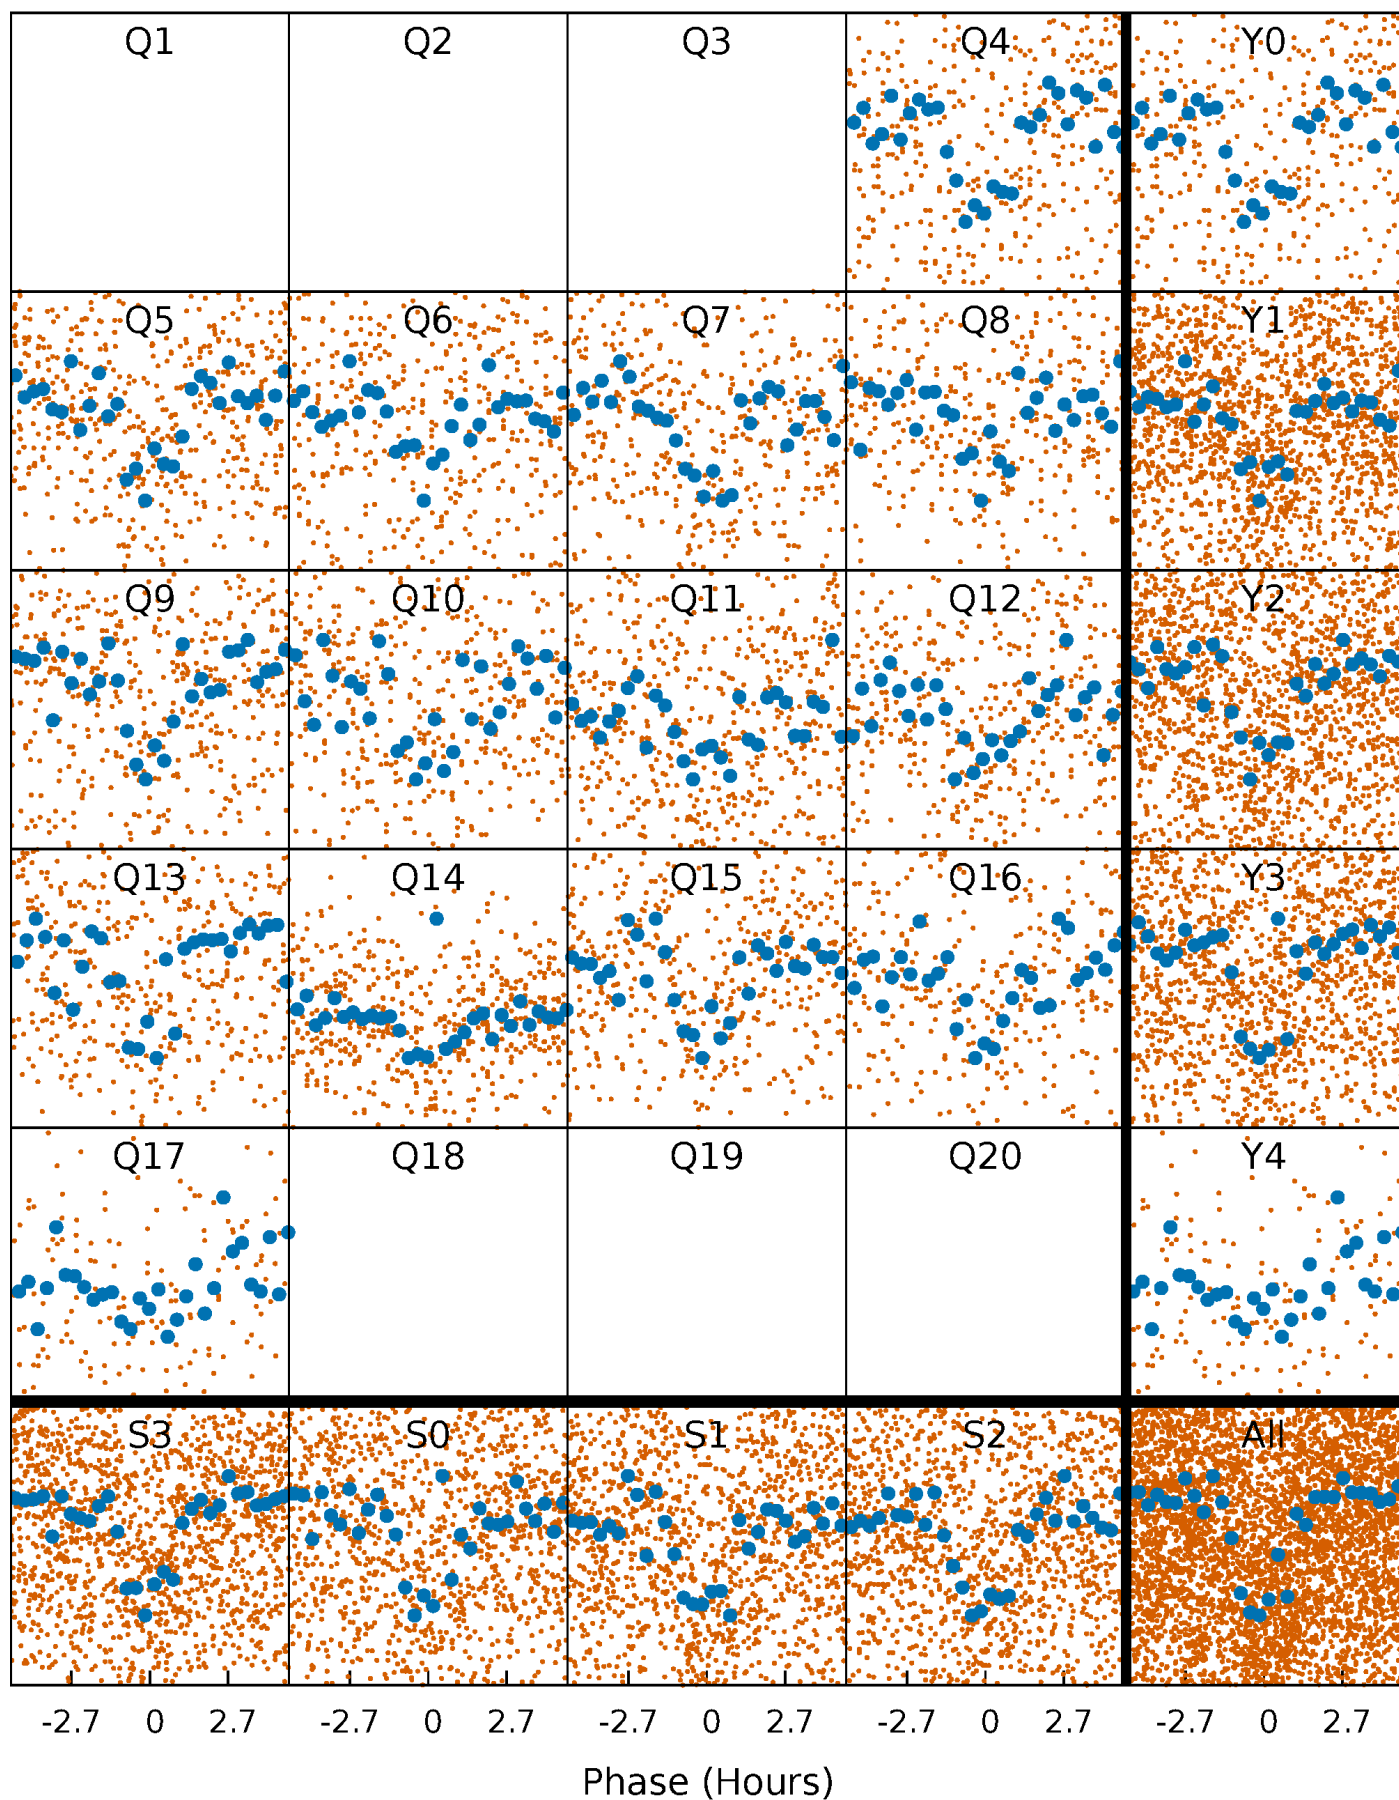 Q1 Q2 Q3 Q4 Y0
Q5 Q6 Q7 Q8 Y1
Q9 Q10 Q11 Q12 Y2
Q13 Q14 Q15 Q16 Y3
Q17 Q18 Q19 Q20 Y4
S3 S0 S1 S2 All
-2.7 0 2.7 -2.7 0 2.7 -2.7 0 2.7 -2.7 0 2.7 -2.7 0 2.7
Phase (Hours)